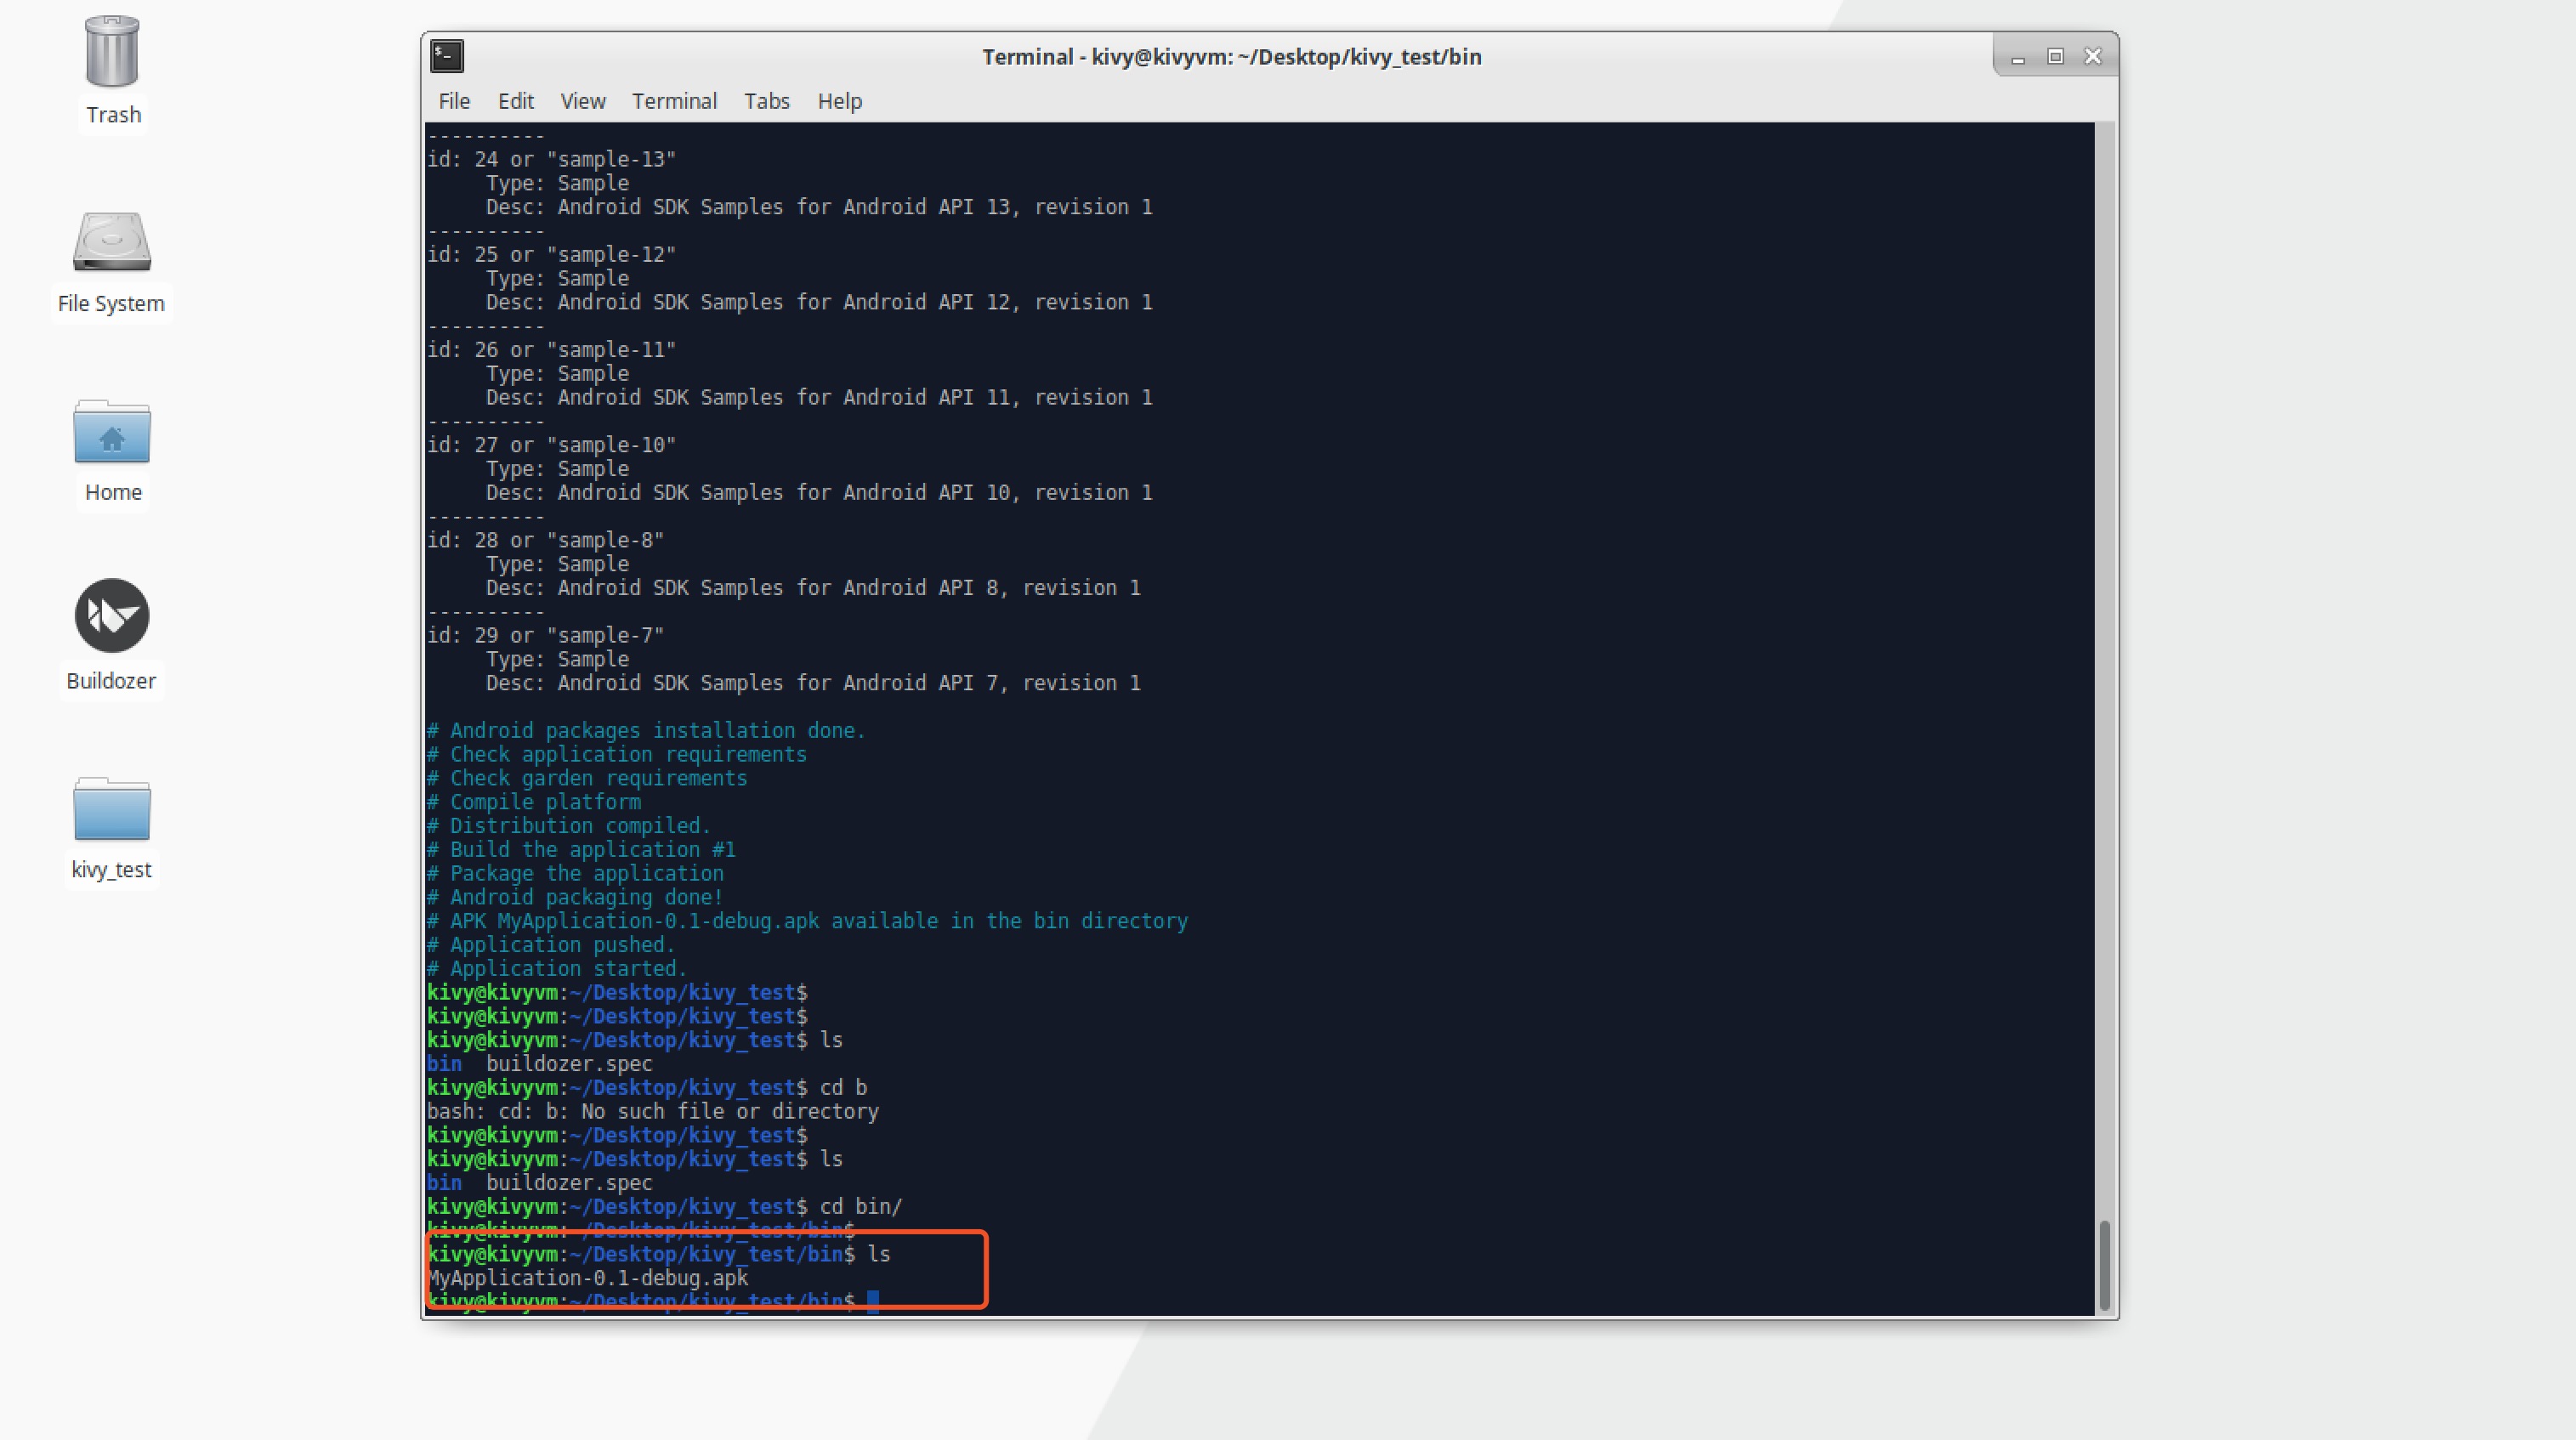 Trash
File System
Home
Buildozer
kivy_test
Terminal - kivy@kivyvm: ~/Desktop/kivy_test/bin
File Edit View Terminal Tabs Help
----------
id: 24 or "sample-13"
Type: Sample
Desc: Android SDK Samples for Android API 13, revision 1
----------
id: 25 or "sample-12"
Type: Sample
Desc: Android SDK Samples for Android API 12, revision 1
----------
id: 26 or "sample-11"
Type: Sample
Desc: Android SDK Samples for Android API 11, revision 1
----------
id: 27 or "sample-10"
Type: Sample
Desc: Android SDK Samples for Android API 10, revision 1
----------
id: 28 or "sample-8"
Type: Sample
Desc: Android SDK Samples for Android API 8, revision 1
----------
id: 29 or "sample-7"
Type: Sample
Desc: Android SDK Samples for Android API 7, revision 1
# Android packages installation done.
# Check application requirements
# Check garden requirements
# Compile platform
# Distribution compiled.
# Build the application #1
# Package the application
# Android packaging done!
# APK MyApplication-0.1-debug.apk available in the bin directory
# Application pushed.
# Application started.
kivy@kivyvm:~/Desktop/kivy_test$
kivy@kivyvm:~/Desktop/kivy_test$
kivy@kivyvm:~/Desktop/kivy_test$ ls
bin  buildozer.spec
kivy@kivyvm:~/Desktop/kivy_test$ cd b
bash: cd: b: No such file or directory
kivy@kivyvm:~/Desktop/kivy_test$
kivy@kivyvm:~/Desktop/kivy_test$ ls
bin  buildozer.spec
kivy@kivyvm:~/Desktop/kivy_test$ cd bin/
kivy@kivyvm:~/Desktop/kivy_test/bin$
kivy@kivyvm:~/Desktop/kivy_test/bin$ ls
MyApplication-0.1-debug.apk
kivy@kivyvm:~/Desktop/kivy_test/bin$